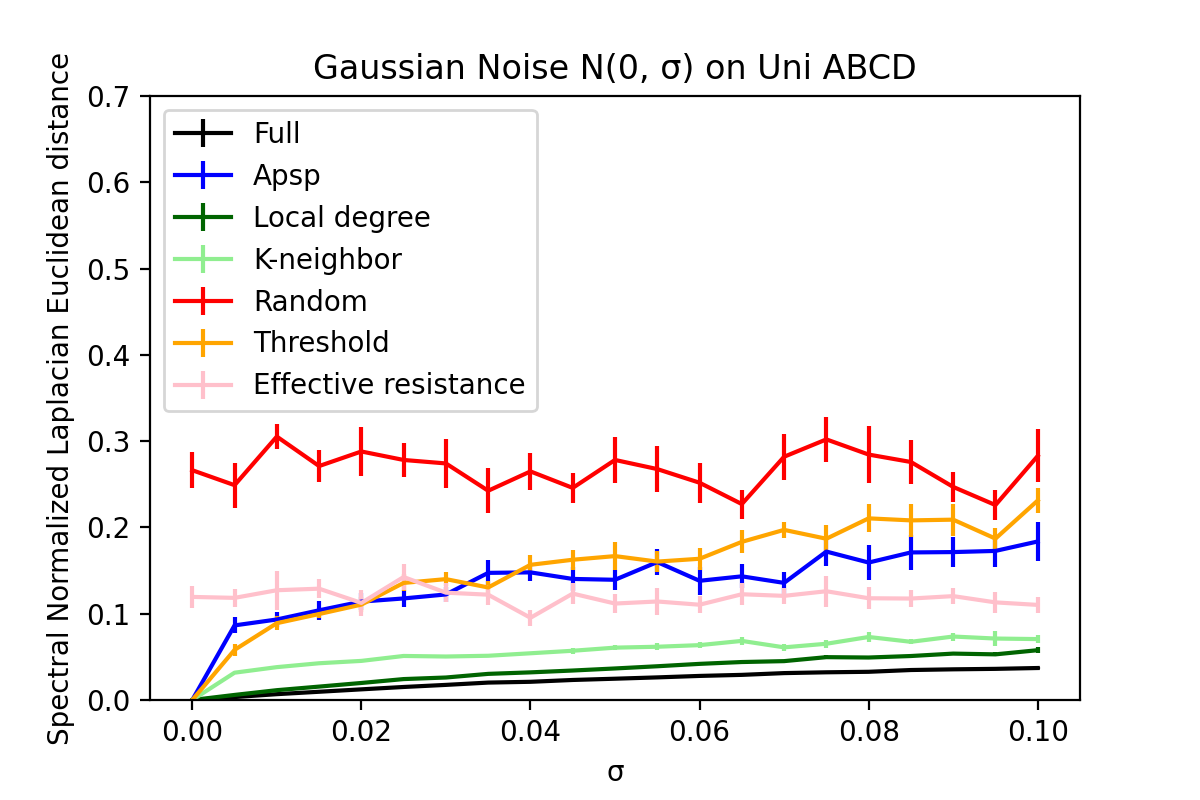 Gaussian Noise N(0, σ) on Uni ABCD
Spectral Normalized Laplacian Euclidean distance
0.7
0.6
0.5
0.4
0.3
0.2
0.1
0.0
Full
Apsp
Local degree
K-neighbor
Random
Threshold
Effective resistance
0.00 0.02 0.04 0.06 0.08 0.10
σ